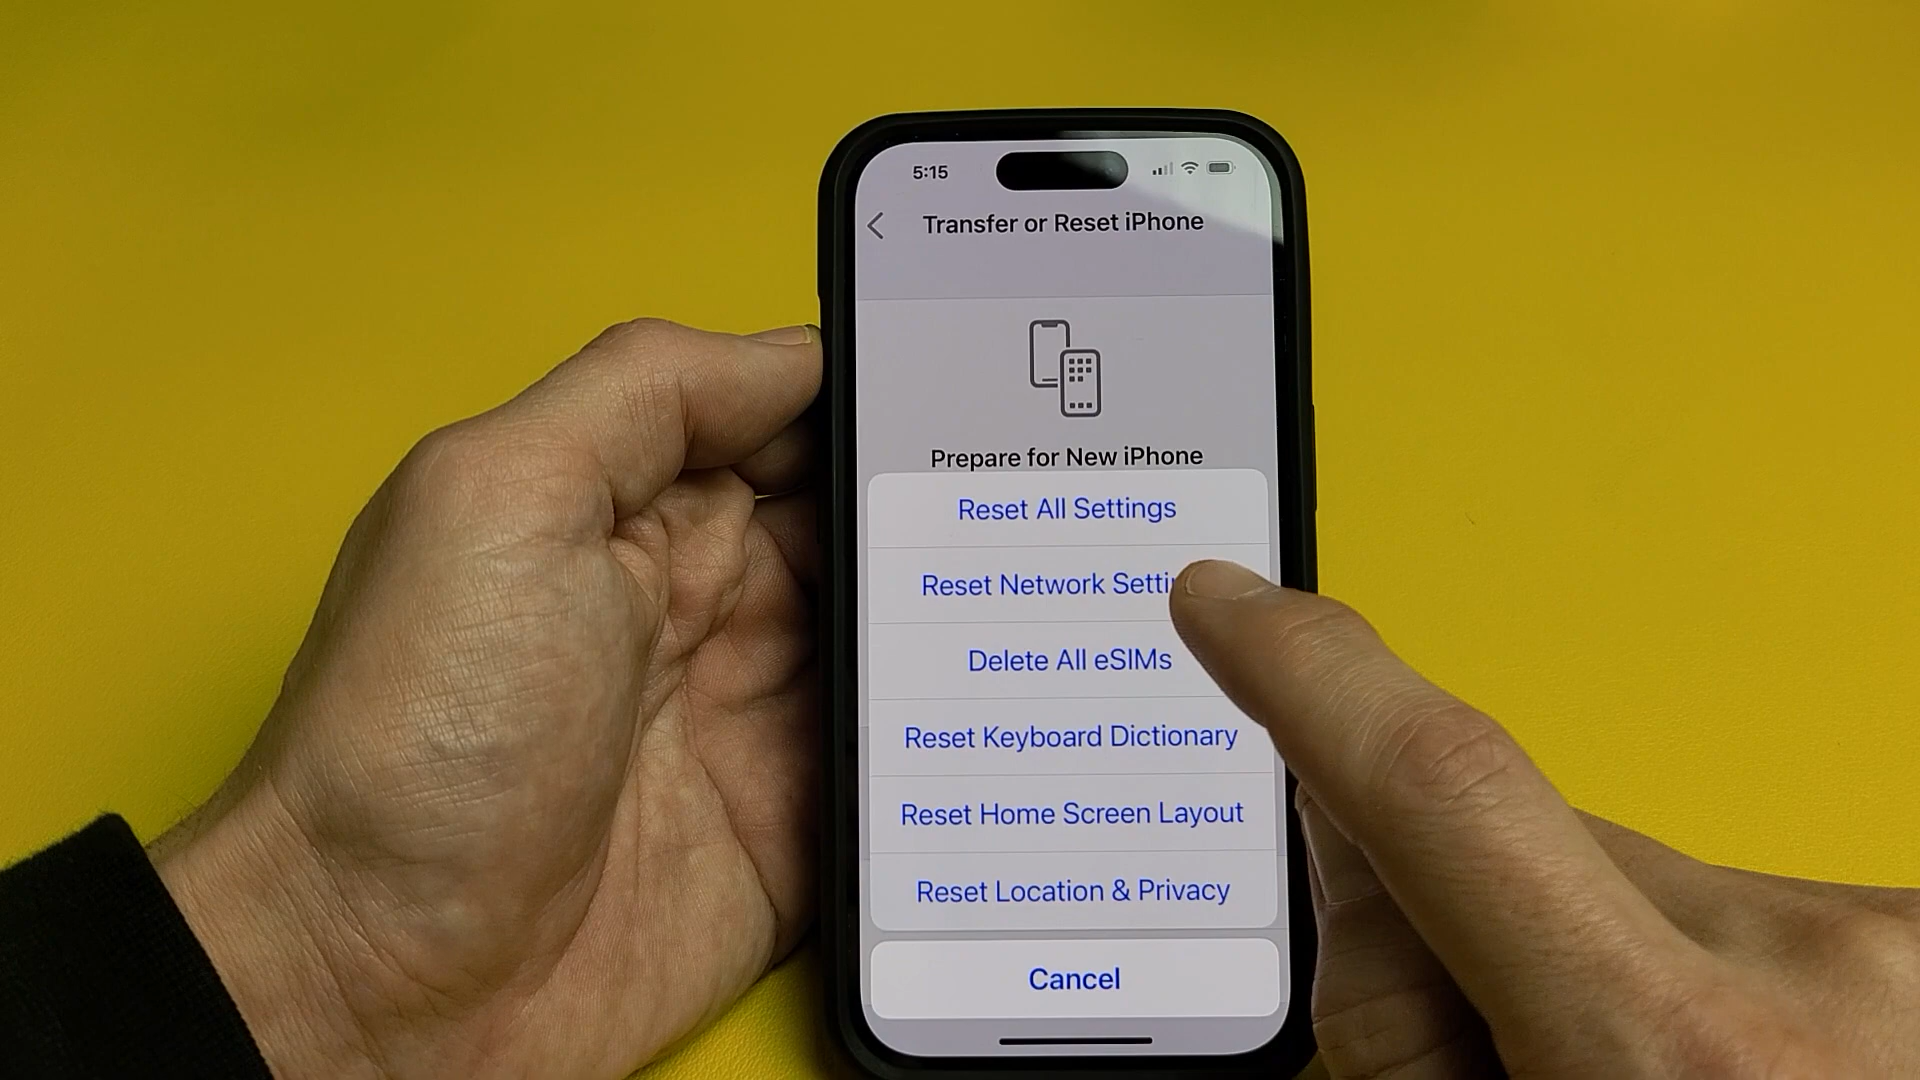 5:15
Transfer or Reset iPhone
Prepare for New iPhone
Reset All Settings
Reset Network
Delete All eSIMs
Reset Keyboard Dictionary
Reset Home Screen Layout
Reset Location & Privacy
Cancel